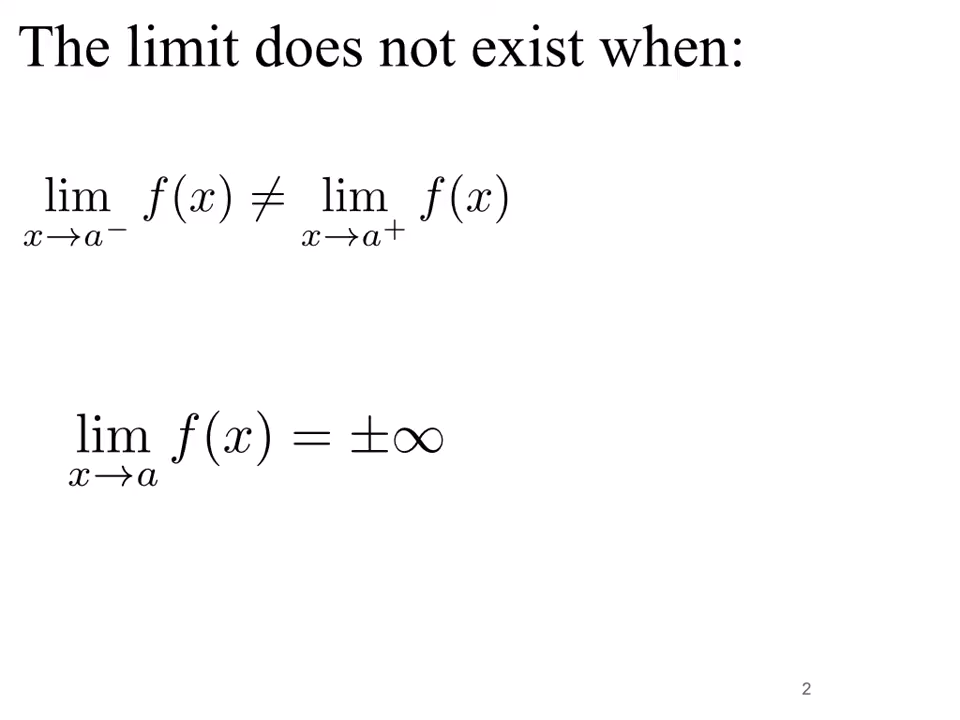 The limit does not exist when:
lim_{x→a⁻} f(x) ≠ lim_{x→a⁺} f(x)
lim_{x→a} f(x) = ±∞
2